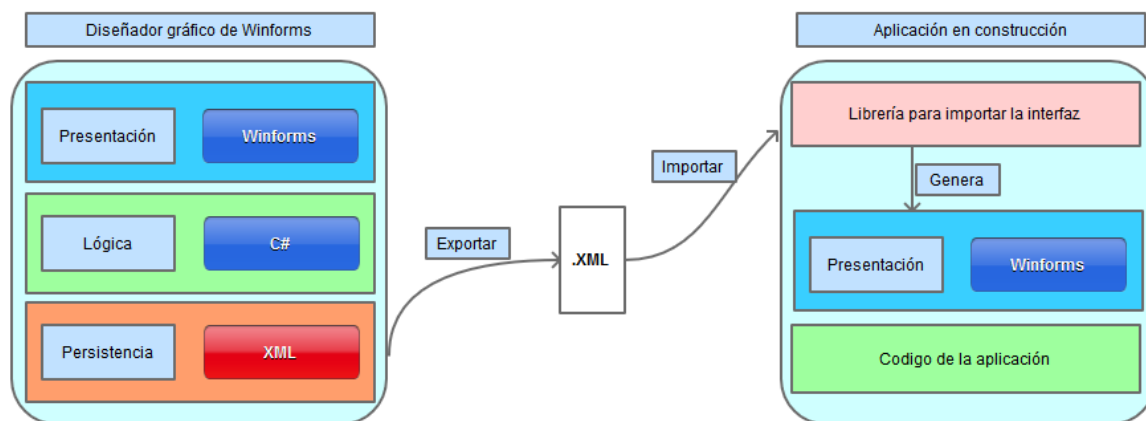 Diseñador gráfico de Winforms
Presentación
Winforms
Lógica
C#
Persistencia
XML
Exportar
.XML
Importar
Aplicación en construcción
Librería para importar la interfaz
Genera
Presentación
Winforms
Codigo de la aplicación